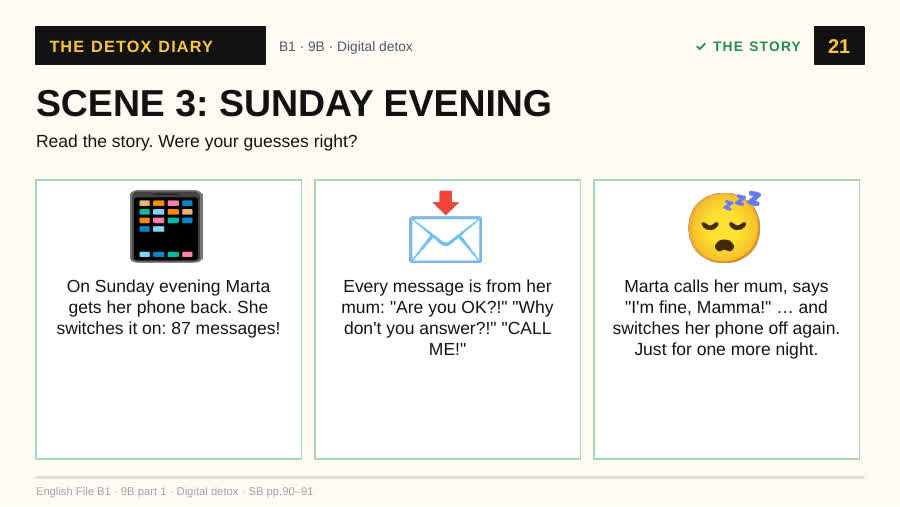 THE DETOX DIARY
B1 · 9B · Digital detox
✓ THE STORY
21
SCENE 3: SUNDAY EVENING
Read the story. Were your guesses right?
On Sunday evening Marta
gets her phone back. She
switches it on: 87 messages!
Every message is from her
mum: "Are you OK?!" "Why
don't you answer?!" "CALL
ME!"
Marta calls her mum, says
"I'm fine, Mamma!" … and
switches her phone off again.
Just for one more night.
English File B1 · 9B part 1 · Digital detox · SB pp.90–91